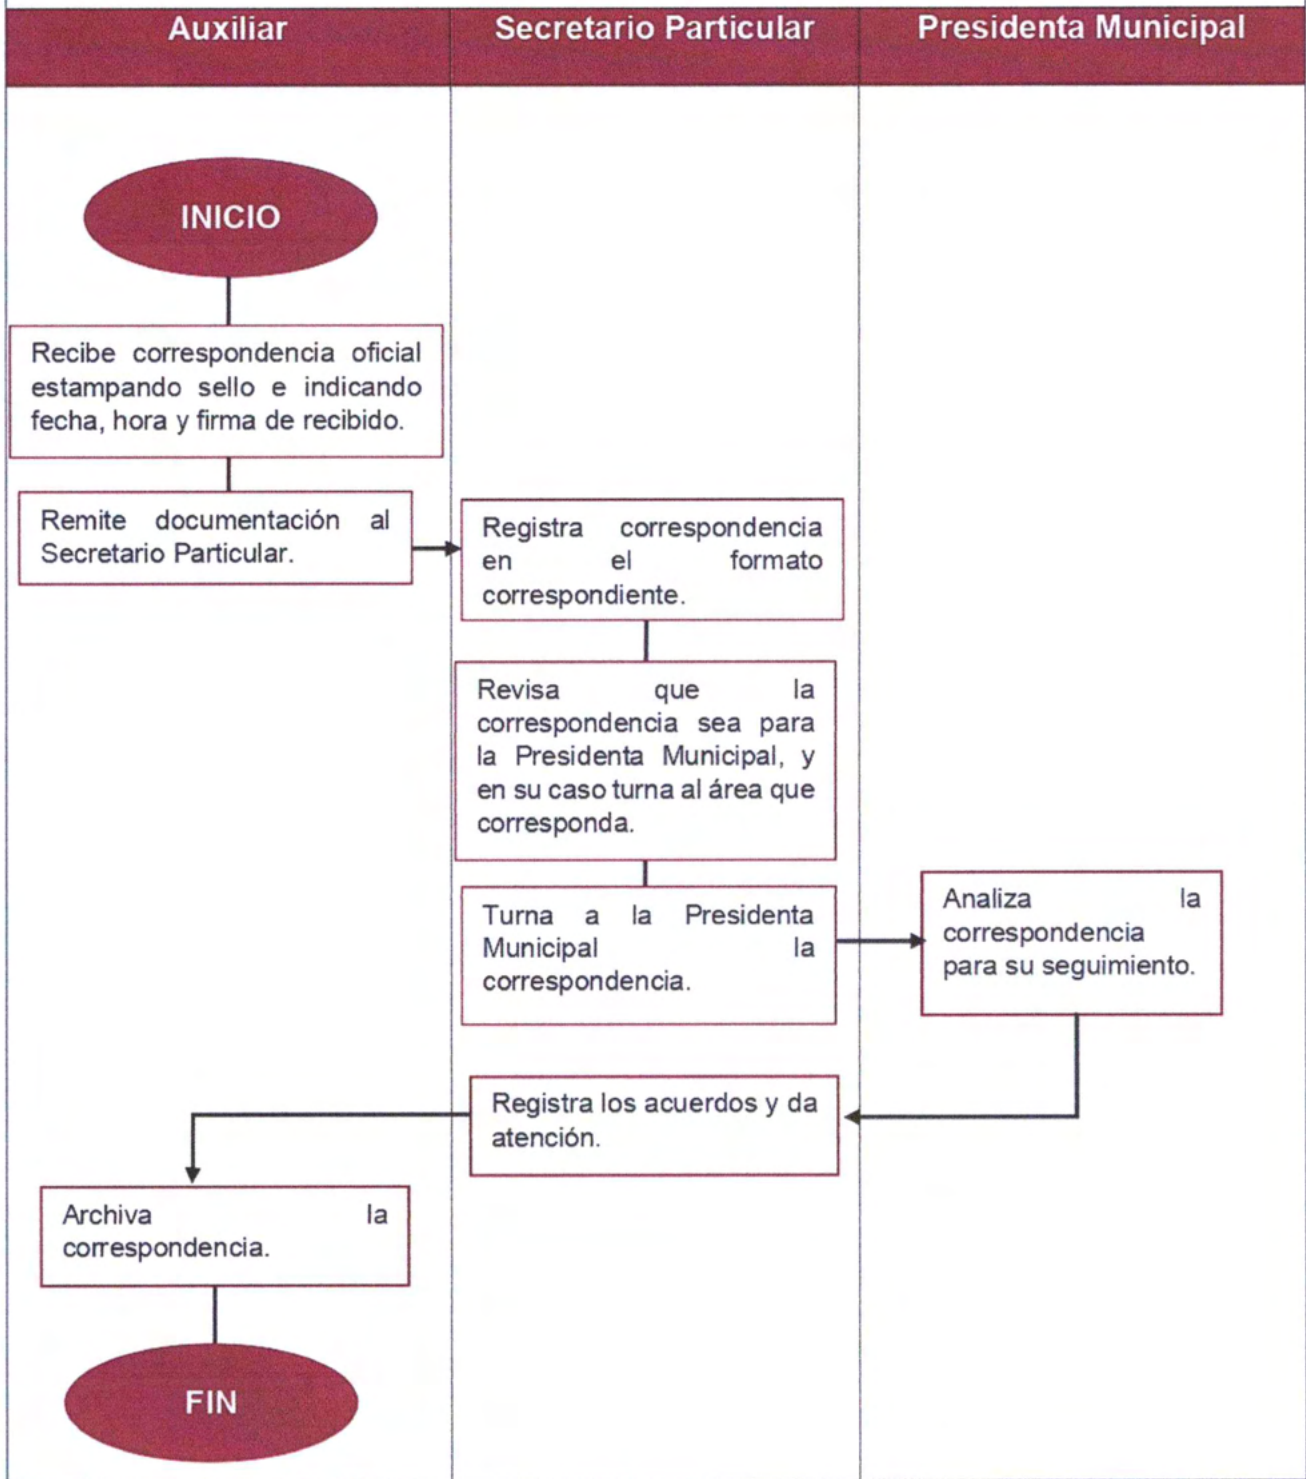 Auxiliar
Secretario Particular
Presidenta Municipal
INICIO
Recibe correspondencia oficial
estampando sello e indicando
fecha, hora y firma de recibido.
Remite documentación al
Secretario Particular.
Registra correspondencia
en el formato
correspondiente.
Revisa que la
correspondencia sea para
la Presidenta Municipal, y
en su caso turna al área que
corresponda.
Turna a la Presidenta
Municipal la
correspondencia.
Analiza la
correspondencia
para su seguimiento.
Registra los acuerdos y da
atención.
Archiva la
correspondencia.
FIN